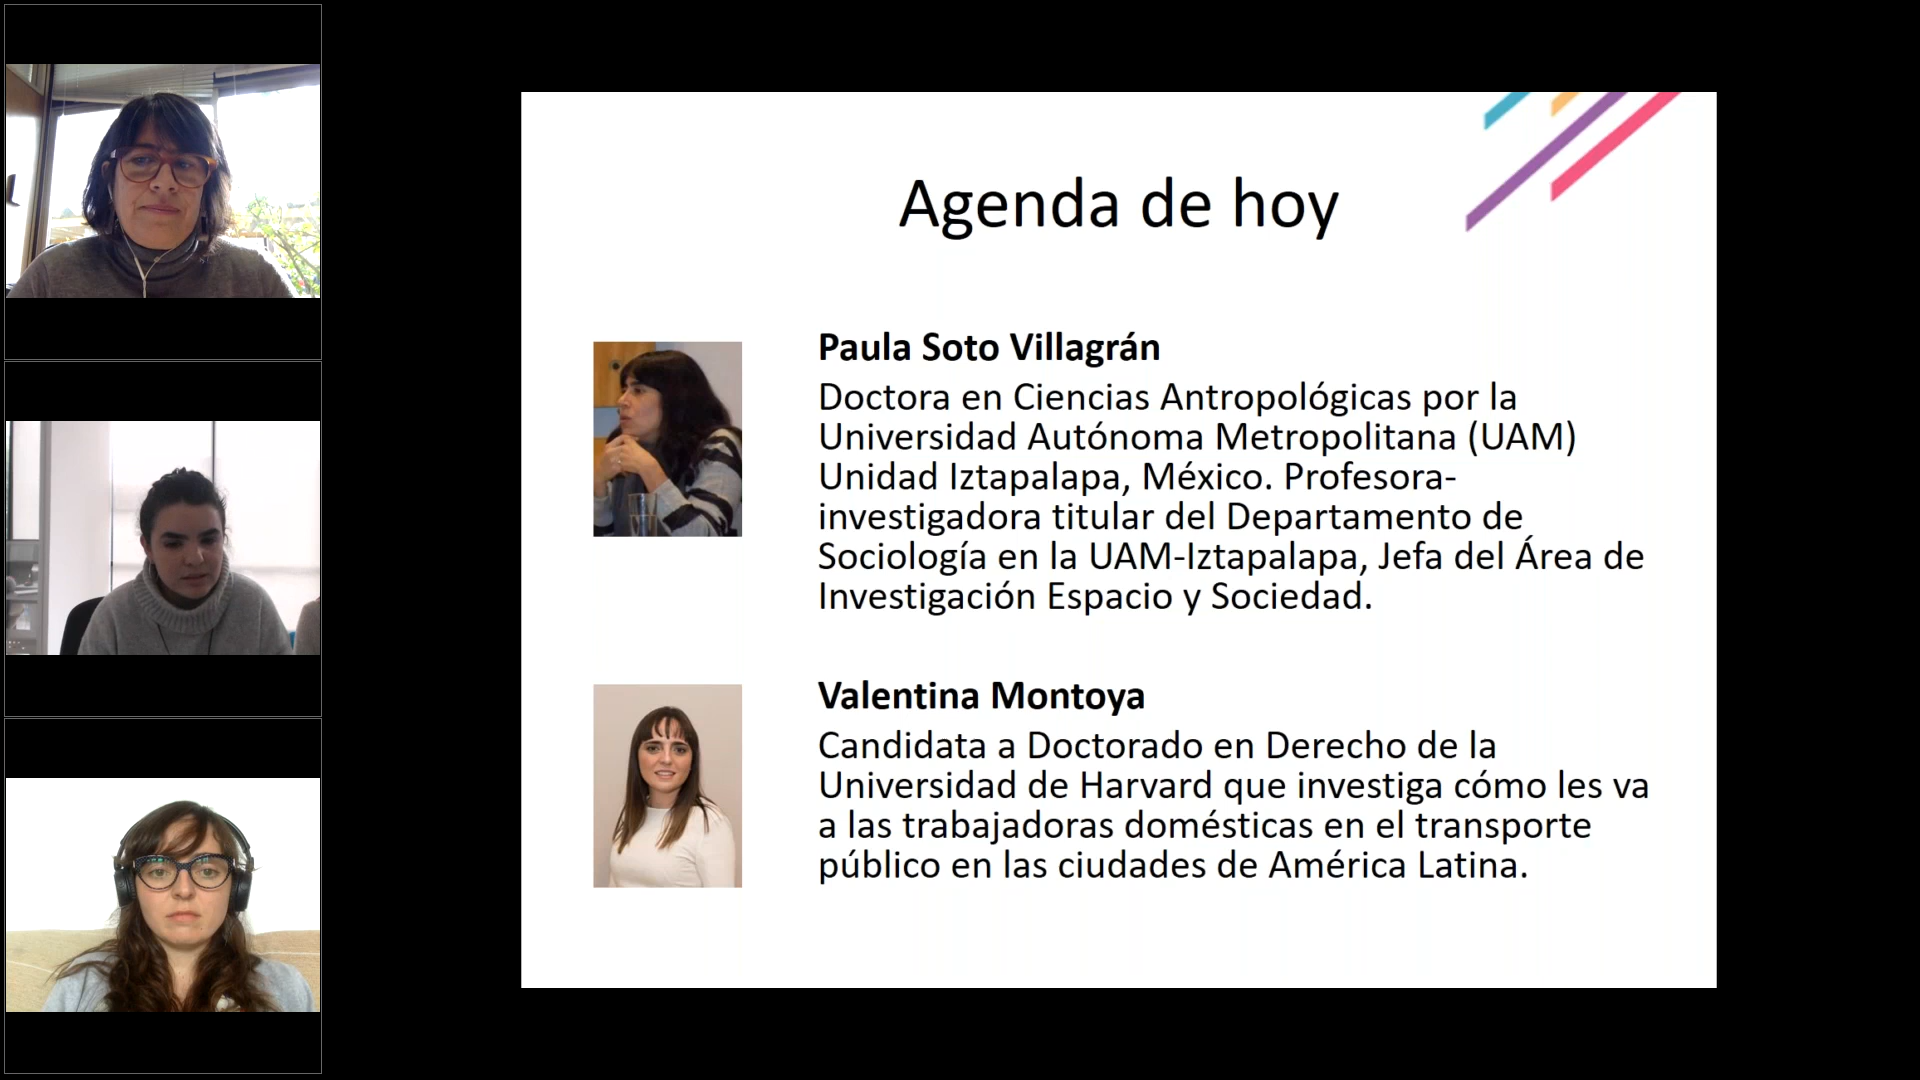 Agenda de hoy
Paula Soto Villagrán
Doctora en Ciencias Antropológicas por la
Universidad Autónoma Metropolitana (UAM)
Unidad Iztapalapa, México. Profesora-
investigadora titular del Departamento de
Sociología en la UAM-Iztapalapa, Jefa del Área de
Investigación Espacio y Sociedad.
Valentina Montoya
Candidata a Doctorado en Derecho de la
Universidad de Harvard que investiga cómo les va
a las trabajadoras domésticas en el transporte
público en las ciudades de América Latina.